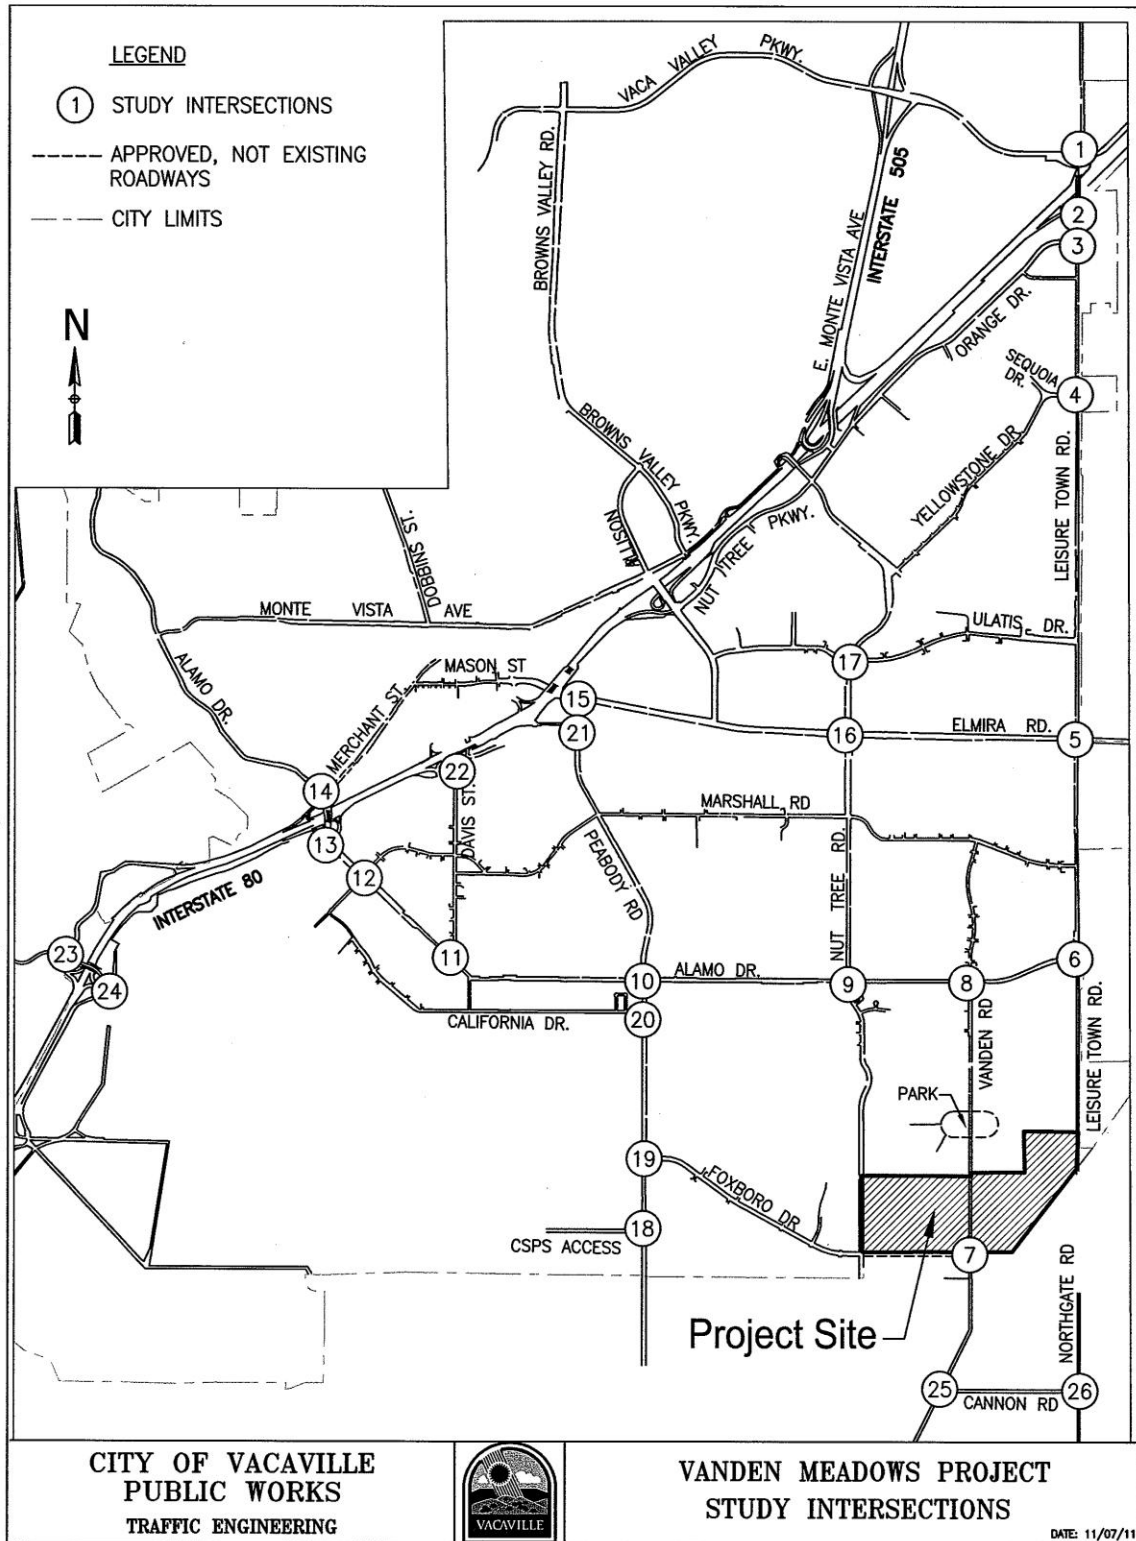 LEGEND
1 STUDY INTERSECTIONS
APPROVED, NOT EXISTING
ROADWAYS
CITY LIMITS
N
VACA VALLEY PKWY.
BROWNS VALLEY RD.
E. MONTE VISTA AVE
INTERSTATE 505
1
2
3
ORANGE DR.
SEQUOIA
DR.
4
BROWNS VALLEY PKWY.
YELLOWSTONE DR.
LEISURE TOWN RD.
ALLISON
NUT TREE PKWY.
DOBBINS ST.
MONTE VISTA AVE
ULATIS DR.
ALAMO DR.
MASON ST
17
MERCHANT ST
15
21
16
ELMIRA RD.
5
14
22
13
DAVIS ST.
MARSHALL RD
INTERSTATE 80
12
PEABODY RD
NUT TREE RD.
23
24
11
10
ALAMO DR.
9
8
6
20
CALIFORNIA DR.
VANDEN RD
LEISURE TOWN RD.
PARK
19
FOXBORO DR
18
CSPS ACCESS
7
Project Site
NORTHGATE RD
25
CANNON RD
26
CITY OF VACAVILLE
PUBLIC WORKS
TRAFFIC ENGINEERING
VACAVILLE
VANDEN MEADOWS PROJECT
STUDY INTERSECTIONS
DATE: 11/07/11